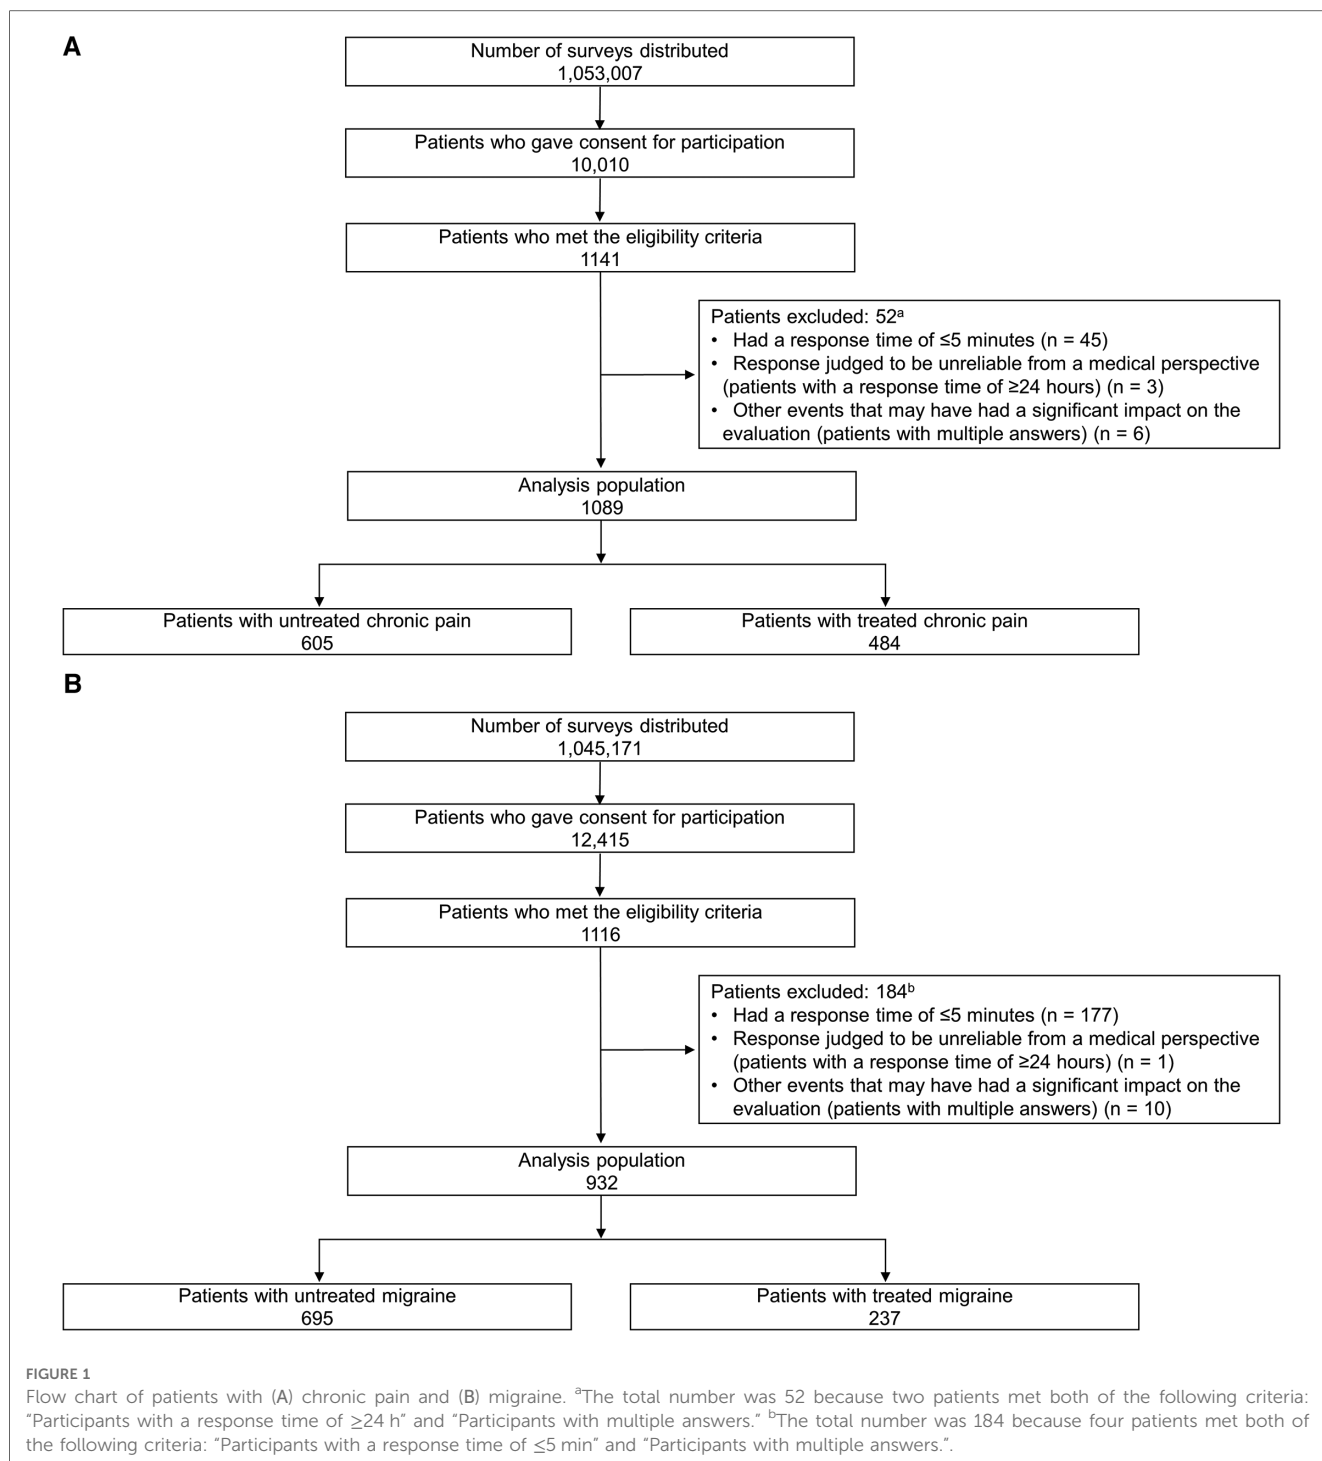 A
Number of surveys distributed
1,053,007
Patients who gave consent for participation
10,010
Patients who met the eligibility criteria
1141
Patients excluded: 52ᵃ
• Had a response time of ≤5 minutes (n = 45)
• Response judged to be unreliable from a medical perspective
(patients with a response time of ≥24 hours) (n = 3)
• Other events that may have had a significant impact on the
evaluation (patients with multiple answers) (n = 6)
Analysis population
1089
Patients with untreated chronic pain
605
Patients with treated chronic pain
484
B
Number of surveys distributed
1,045,171
Patients who gave consent for participation
12,415
Patients who met the eligibility criteria
1116
Patients excluded: 184ᵇ
• Had a response time of ≤5 minutes (n = 177)
• Response judged to be unreliable from a medical perspective
(patients with a response time of ≥24 hours) (n = 1)
• Other events that may have had a significant impact on the
evaluation (patients with multiple answers) (n = 10)
Analysis population
932
Patients with untreated migraine
695
Patients with treated migraine
237
FIGURE 1
Flow chart of patients with (A) chronic pain and (B) migraine. ᵃThe total number was 52 because two patients met both of the following criteria:
“Participants with a response time of ≥24 h” and “Participants with multiple answers.” ᵇThe total number was 184 because four patients met both of
the following criteria: “Participants with a response time of ≤5 min” and “Participants with multiple answers.”.